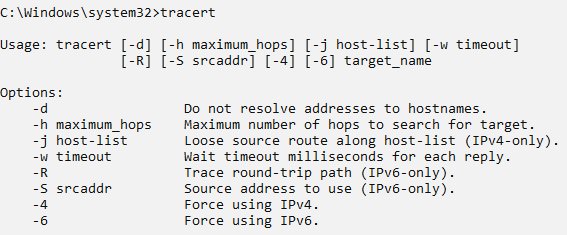 C:\Windows\system32>tracert
Usage: tracert [-d] [-h maximum_hops] [-j host-list] [-w timeout]
               [-R] [-S srcaddr] [-4] [-6] target_name
Options:
    -d                 Do not resolve addresses to hostnames.
    -h maximum_hops    Maximum number of hops to search for target.
    -j host-list       Loose source route along host-list (IPv4-only).
    -w timeout         Wait timeout milliseconds for each reply.
    -R                 Trace round-trip path (IPv6-only).
    -S srcaddr         Source address to use (IPv6-only).
    -4                 Force using IPv4.
    -6                 Force using IPv6.